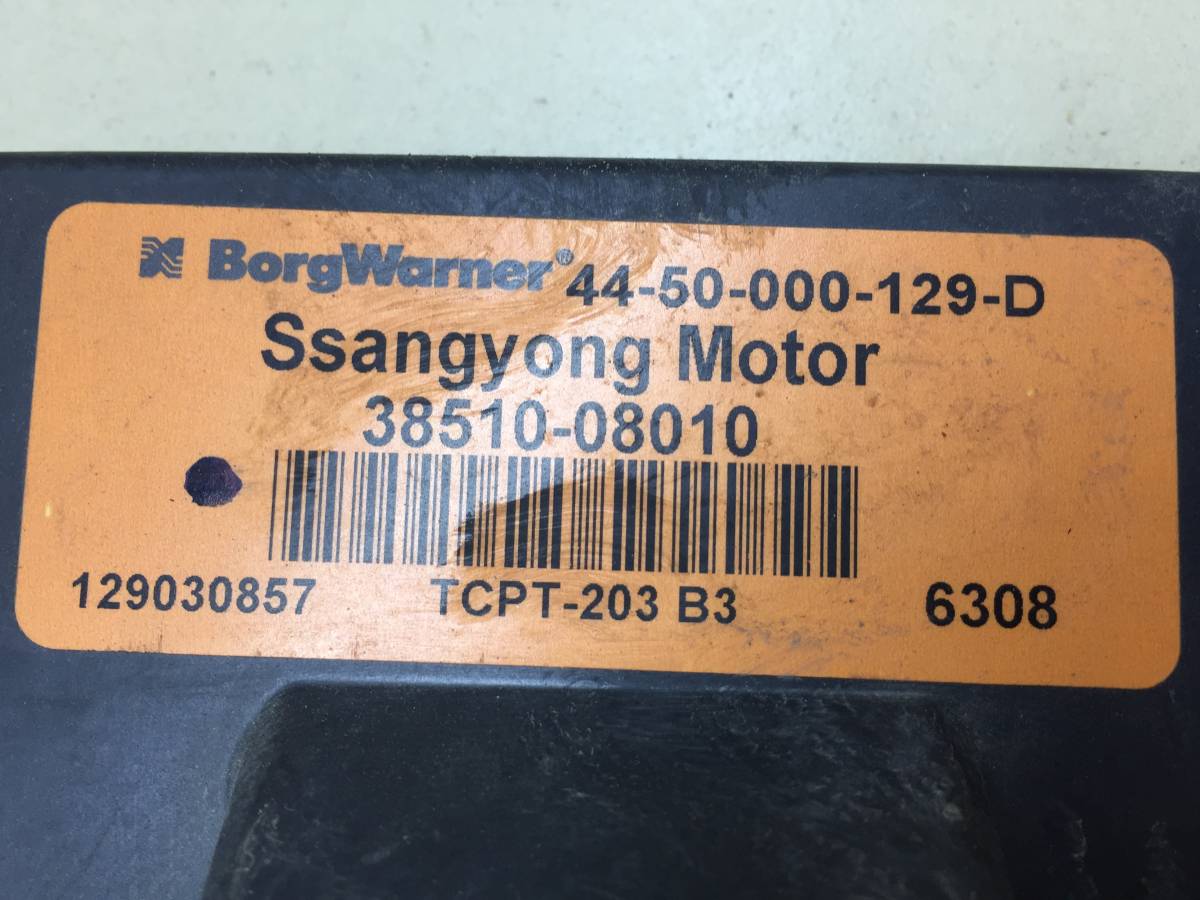 BorgWarner® 44-50-000-129-D
Ssangyong Motor
38510-08010
129030857 TCPT-203 B3 6308